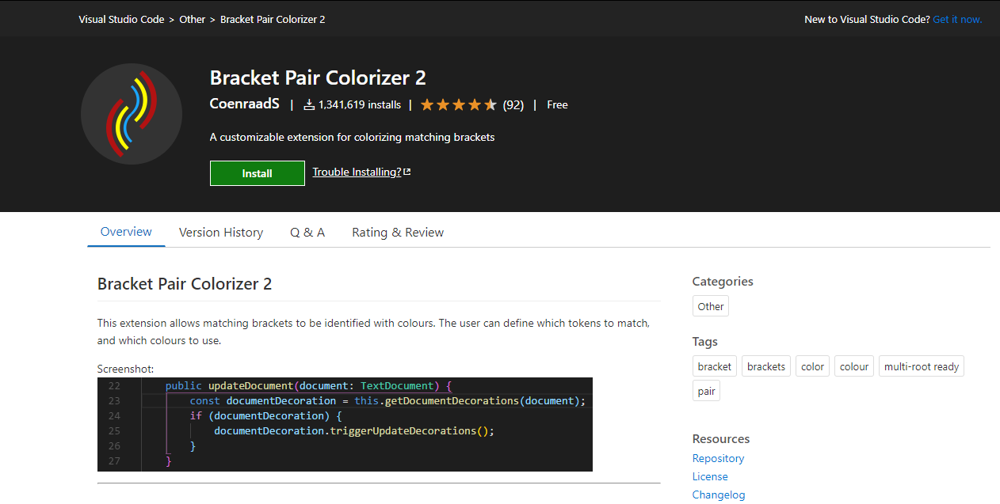 Visual Studio Code > Other > Bracket Pair Colorizer 2
New to Visual Studio Code? Get it now.
Bracket Pair Colorizer 2
CoenraadS | 1,341,619 installs | (92) | Free
A customizable extension for colorizing matching brackets
Install Trouble Installing?
Overview Version History Q & A Rating & Review
Bracket Pair Colorizer 2
This extension allows matching brackets to be identified with colours. The user can define which tokens to match,
and which colours to use.
Screenshot:
22 public updateDocument(document: TextDocument) {
23 const documentDecoration = this.getDocumentDecorations(document);
24 if (documentDecoration) {
25 documentDecoration.triggerUpdateDecorations();
26 }
27 }
Categories
Other
Tags
bracket brackets color colour multi-root ready
pair
Resources
Repository
License
Changelog